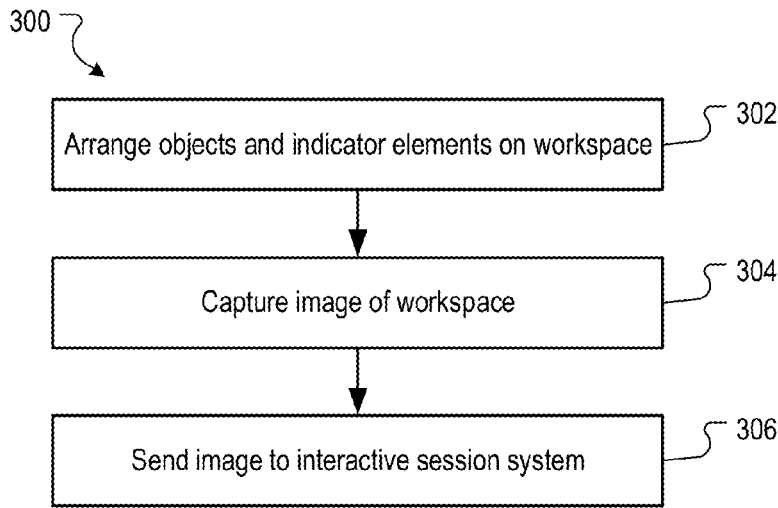 300
302
Arrange objects and indicator elements on workspace
304
Capture image of workspace
306
Send image to interactive session system